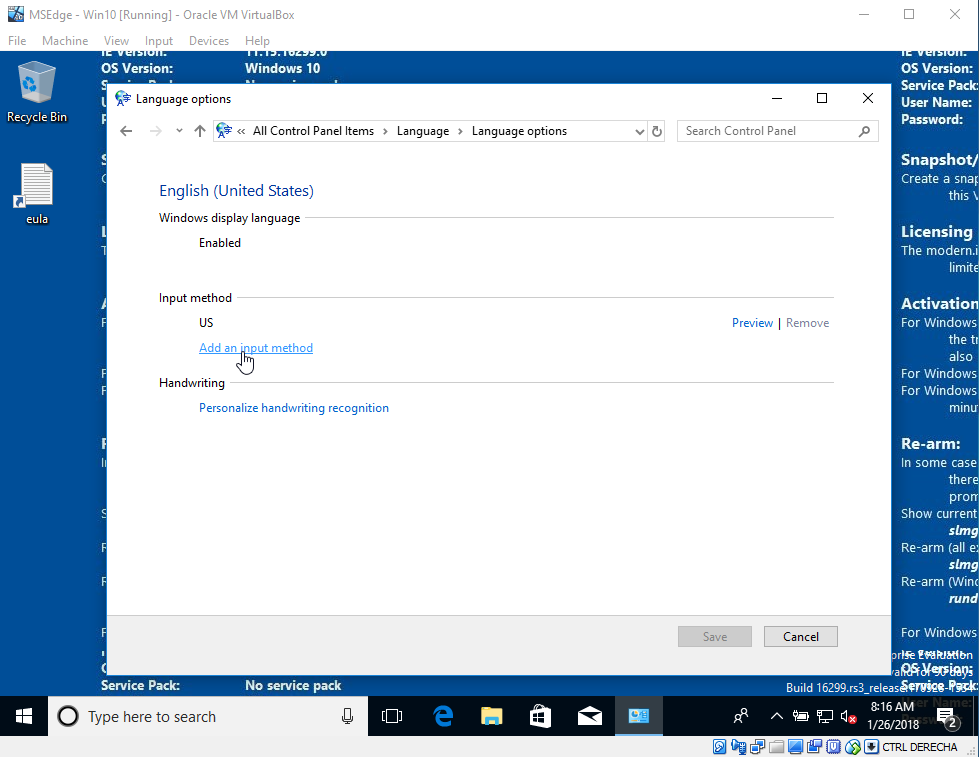 MSEdge - Win10 [Running] - Oracle VM VirtualBox
File Machine View Input Devices Help
IE Version: 11.15.16299.0
OS Version: Windows 10
Recycle Bin
eula
Language options
« All Control Panel Items > Language > Language options
Search Control Panel
English (United States)
Windows display language
Enabled
Input method
US
Preview | Remove
Add an input method
Handwriting
Personalize handwriting recognition
Save Cancel
IE Version:
OS Version:
Service Pack:
User Name:
Password:
Snapshot/
Create a snap
this V
Licensing
The modern.i
limite
Activation
For Windows
the tr
also
For Windows
For Windows
minu
Re-arm:
In some case
there
prom
Show current
slmg
Re-arm (all e
slmg
Re-arm (Wind
rund
For Windows
OS Version:
Service Pack: No service pack
Service Pack:
Type here to search
8:16 AM
1/26/2018
2
CTRL DERECHA